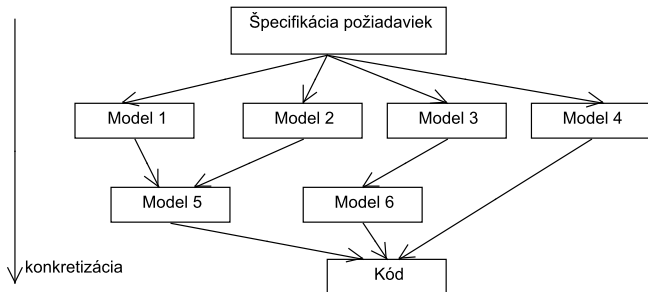 Špecifikácia požiadaviek
Model 1
Model 2
Model 3
Model 4
Model 5
Model 6
konkretizácia
Kód